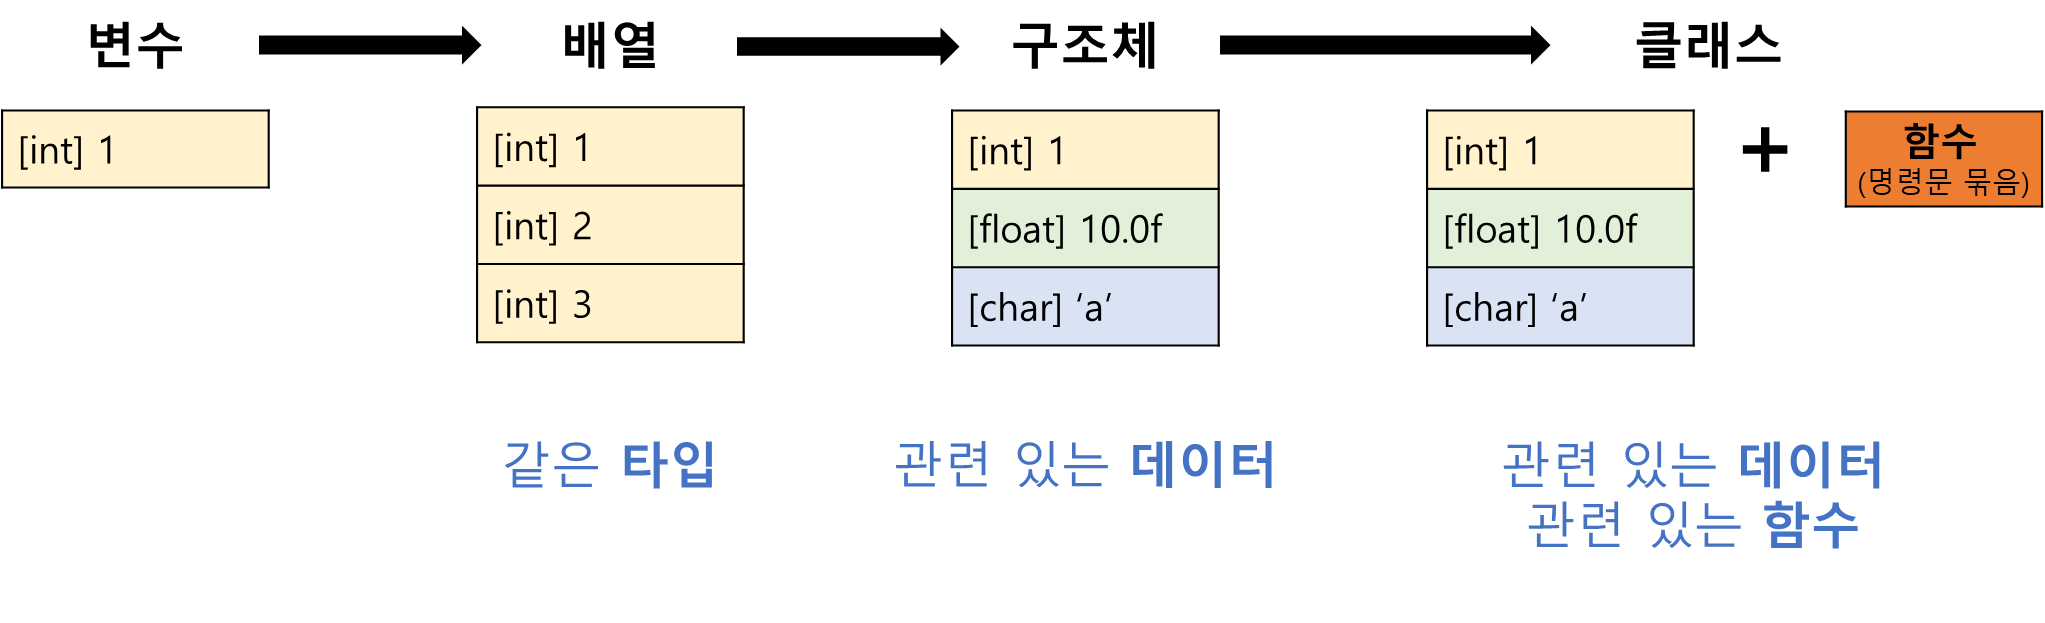 변수
배열
구조체
클래스
[int] 1
[int] 1
[int] 2
[int] 3
[int] 1
[float] 10.0f
[char] ‘a’
[int] 1
[float] 10.0f
[char] ‘a’
+
함수
(명령문 묶음)
같은 타입
관련 있는 데이터
관련 있는 데이터
관련 있는 함수